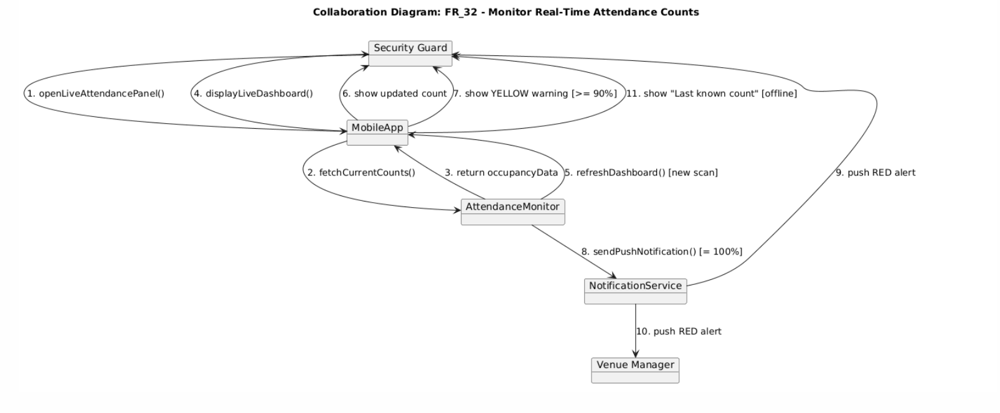 Collaboration Diagram: FR_32 - Monitor Real-Time Attendance Counts
Security Guard
1. openLiveAttendancePanel()
4. displayLiveDashboard()
6. show updated count
7. show YELLOW warning [>= 90%]
11. show "Last known count" [offline]
MobileApp
2. fetchCurrentCounts()
3. return occupancyData
5. refreshDashboard() [new scan]
9. push RED alert
AttendanceMonitor
8. sendPushNotification() [= 100%]
NotificationService
10. push RED alert
Venue Manager